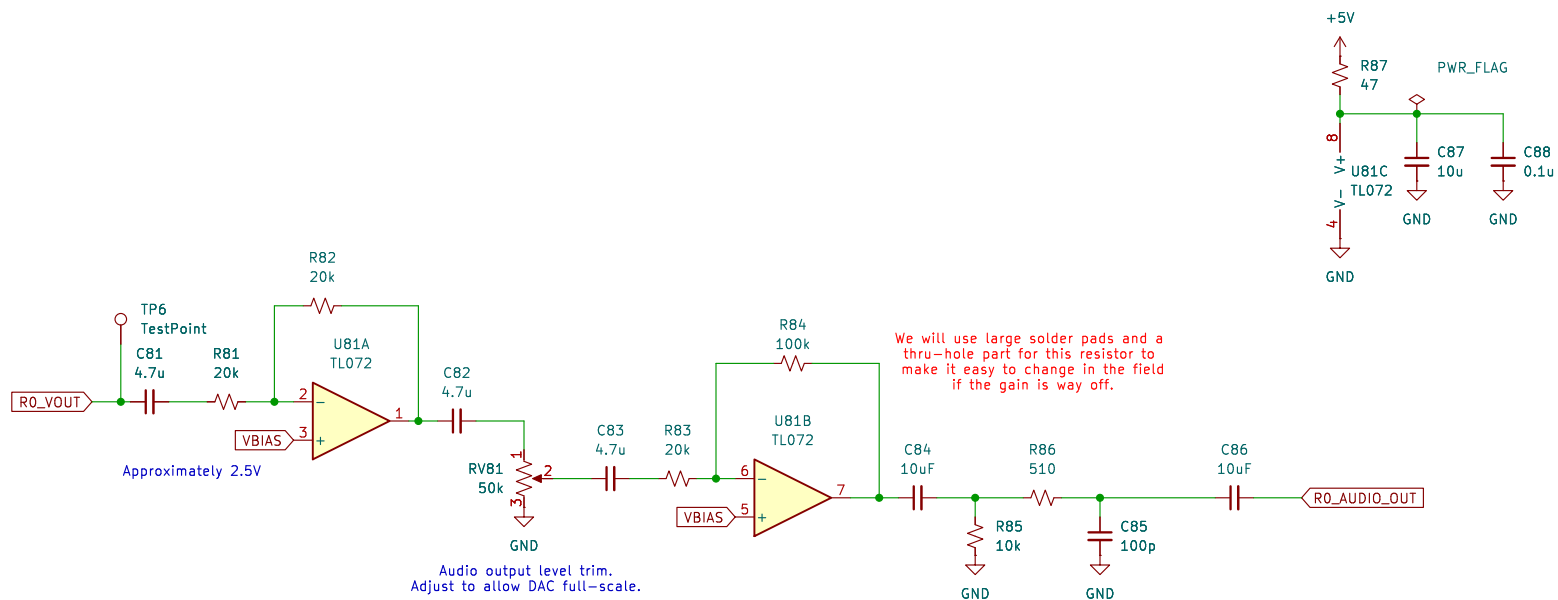 +5V
R87
47
PWR_FLAG
8
V+
U81C
TL072
V-
4
GND
C87
10u
GND
C88
0.1u
GND
R82
20k
TP6
TestPoint
C81
4.7u
R81
20k
U81A
TL072
R0_VOUT
2
-
3
+
1
VBIAS
Approximately 2.5V
C82
4.7u
RV81
50k
1
2
3
GND
Audio output level trim.
Adjust to allow DAC full-scale.
C83
4.7u
R83
20k
R84
100k
U81B
TL072
6
-
5
+
7
VBIAS
We will use large solder pads and a
thru-hole part for this resistor to
make it easy to change in the field
if the gain is way off.
C84
10uF
R86
510
C86
10uF
R0_AUDIO_OUT
R85
10k
GND
C85
100p
GND